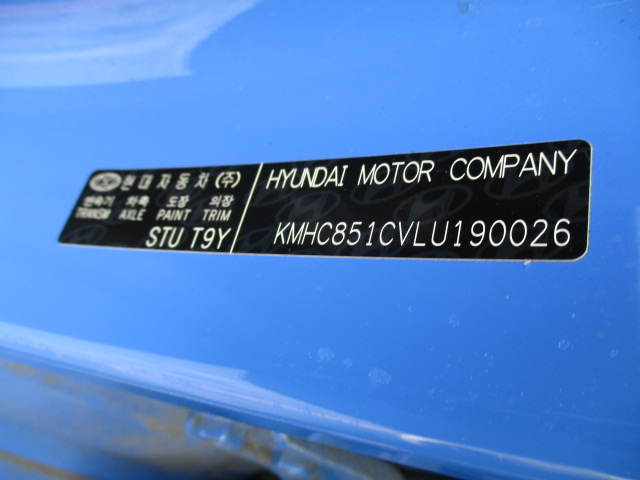 현대자동차(주)
변속기 차축 도장 의장
TRANSM AXLE PAINT TRIM
STU T9Y
HYUNDAI MOTOR COMPANY
KMHC851CVLU190026